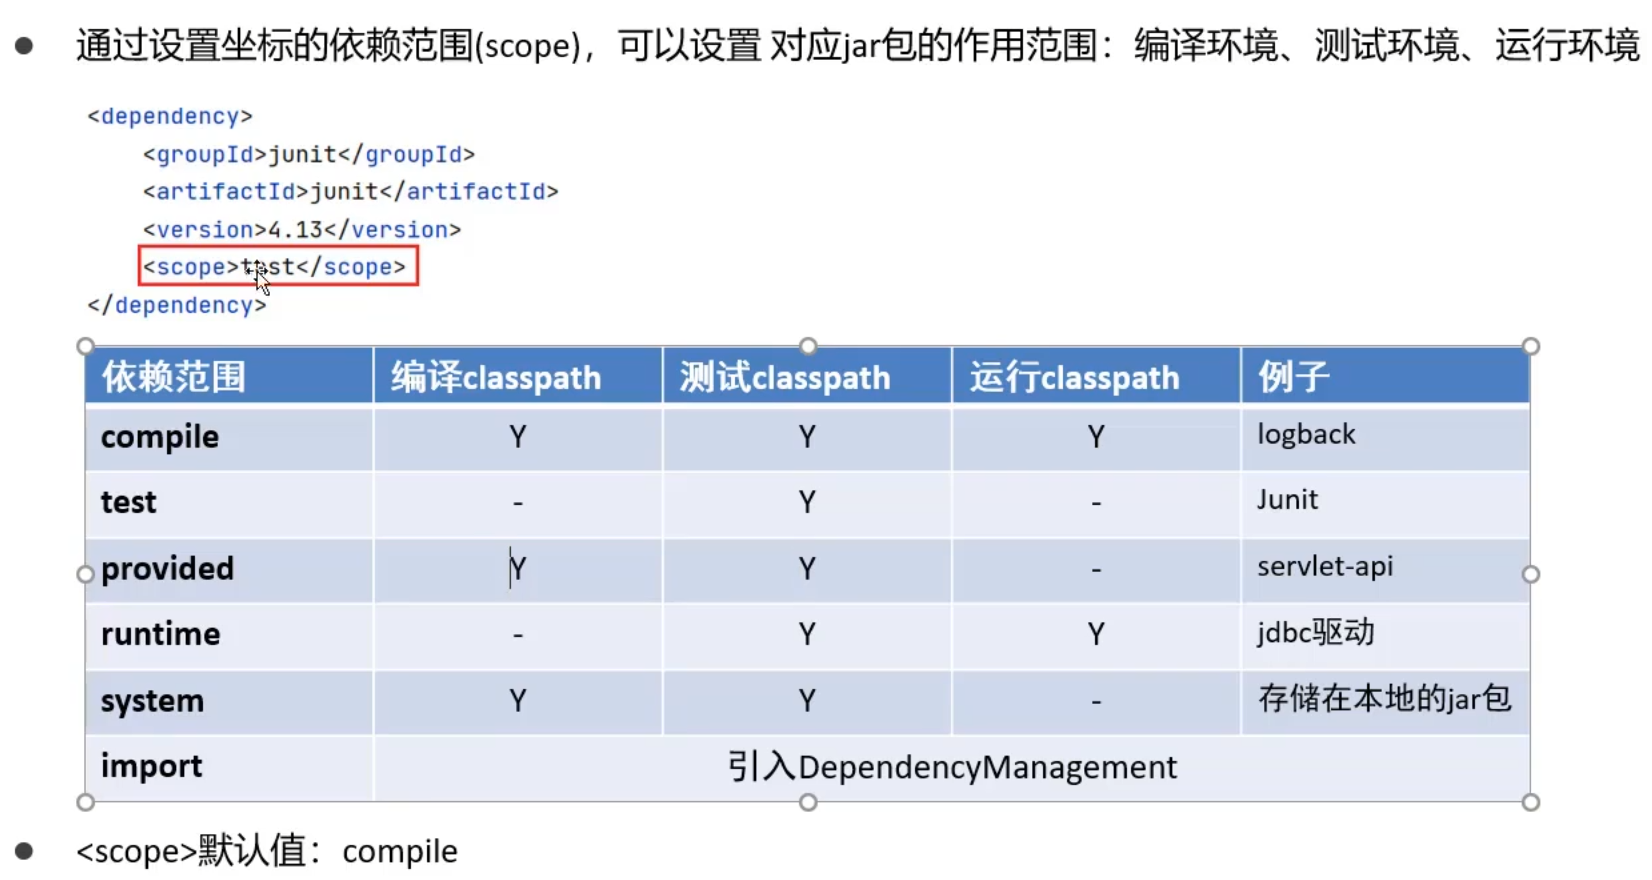 通过设置坐标的依赖范围(scope)，可以设置 对应jar包的作用范围：编译环境、测试环境、运行环境
<dependency>
<groupId>junit</groupId>
<artifactId>junit</artifactId>
<version>4.13</version>
<scope>test</scope>
</dependency>
依赖范围 编译classpath 测试classpath 运行classpath 例子
compile Y Y Y logback
test - Y - Junit
provided Y Y - servlet-api
runtime - Y Y jdbc驱动
system Y Y - 存储在本地的jar包
import 引入DependencyManagement
<scope>默认值：compile